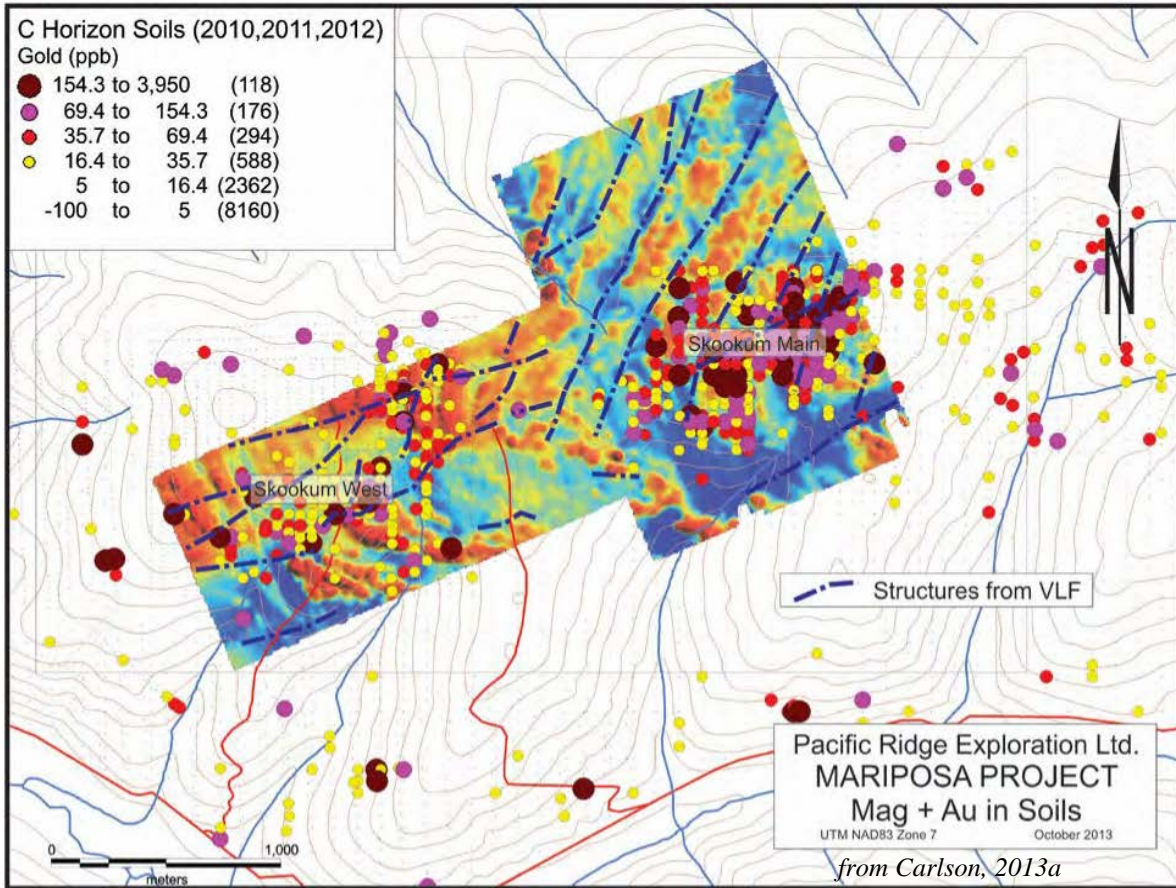 C Horizon Soils (2010,2011,2012)
Gold (ppb)
154.3 to 3,950 (118)
69.4 to 154.3 (176)
35.7 to 69.4 (294)
16.4 to 35.7 (588)
5 to 16.4 (2362)
-100 to 5 (8160)
N
Skookum Main
Skookum West
Structures from VLF
Pacific Ridge Exploration Ltd.
MARIPOSA PROJECT
Mag + Au in Soils
UTM NAD83 Zone 7 October 2013
0 1,000
meters
from Carlson, 2013a